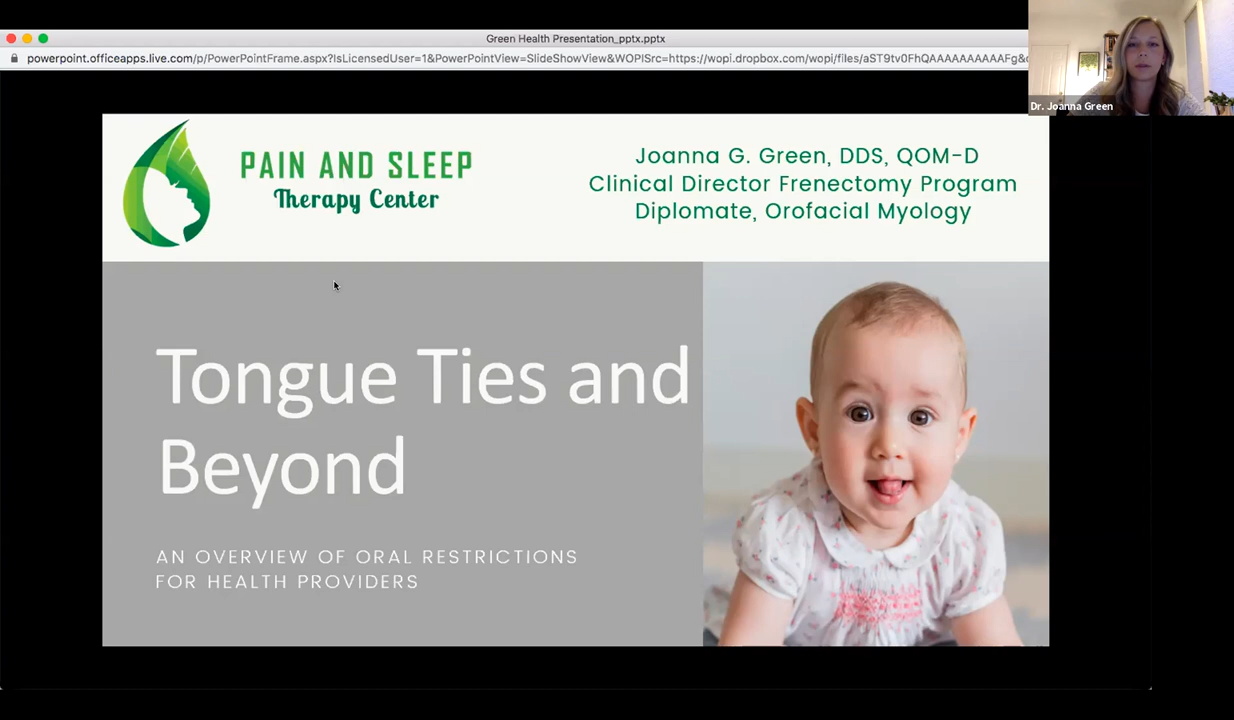 Green Health Presentation_pptx.pptx
powerpoint.officeapps.live.com/p/PowerPointFrame.aspx?IsLicensedUser=1&PowerPointView=SlideShowView&WOPISrc=https://wopi.dropbox.com/wopi/files/aST9tv0FhQAAAAAAAAAAFg&
Dr. Joanna Green
PAIN AND SLEEP
Therapy Center
Joanna G. Green, DDS, QOM-D
Clinical Director Frenectomy Program
Diplomate, Orofacial Myology
Tongue Ties and
Beyond
AN OVERVIEW OF ORAL RESTRICTIONS
FOR HEALTH PROVIDERS